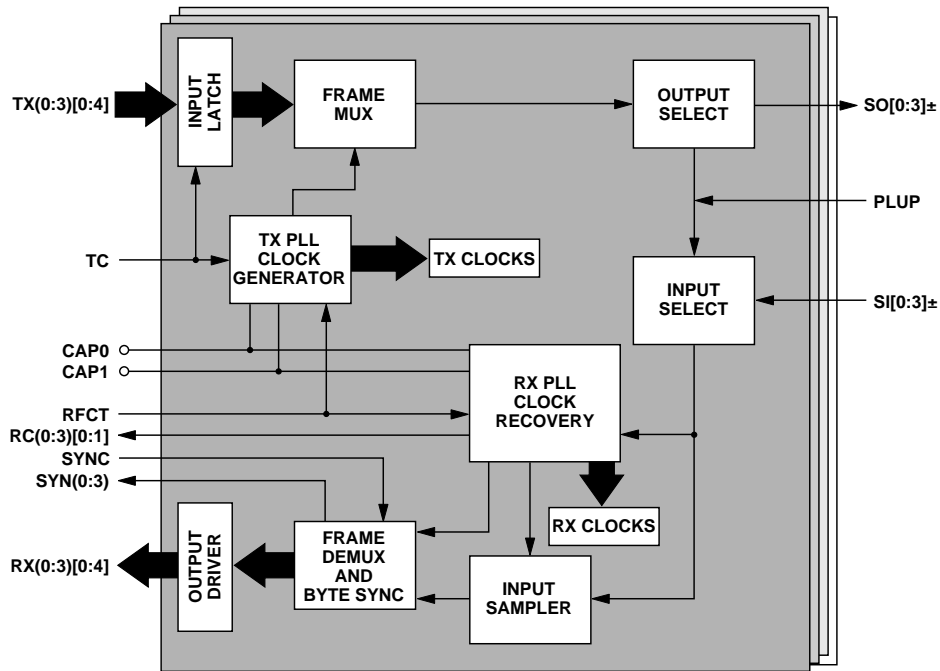 TX(0:3)[0:4]
INPUT
LATCH
FRAME
MUX
OUTPUT
SELECT
SO[0:3]±
PLUP
TC
TX PLL
CLOCK
GENERATOR
TX CLOCKS
INPUT
SELECT
SI[0:3]±
CAP0
CAP1
RFCT
RC(0:3)[0:1]
SYNC
SYN(0:3)
RX PLL
CLOCK
RECOVERY
RX CLOCKS
RX(0:3)[0:4]
OUTPUT
DRIVER
FRAME
DEMUX
AND
BYTE SYNC
INPUT
SAMPLER